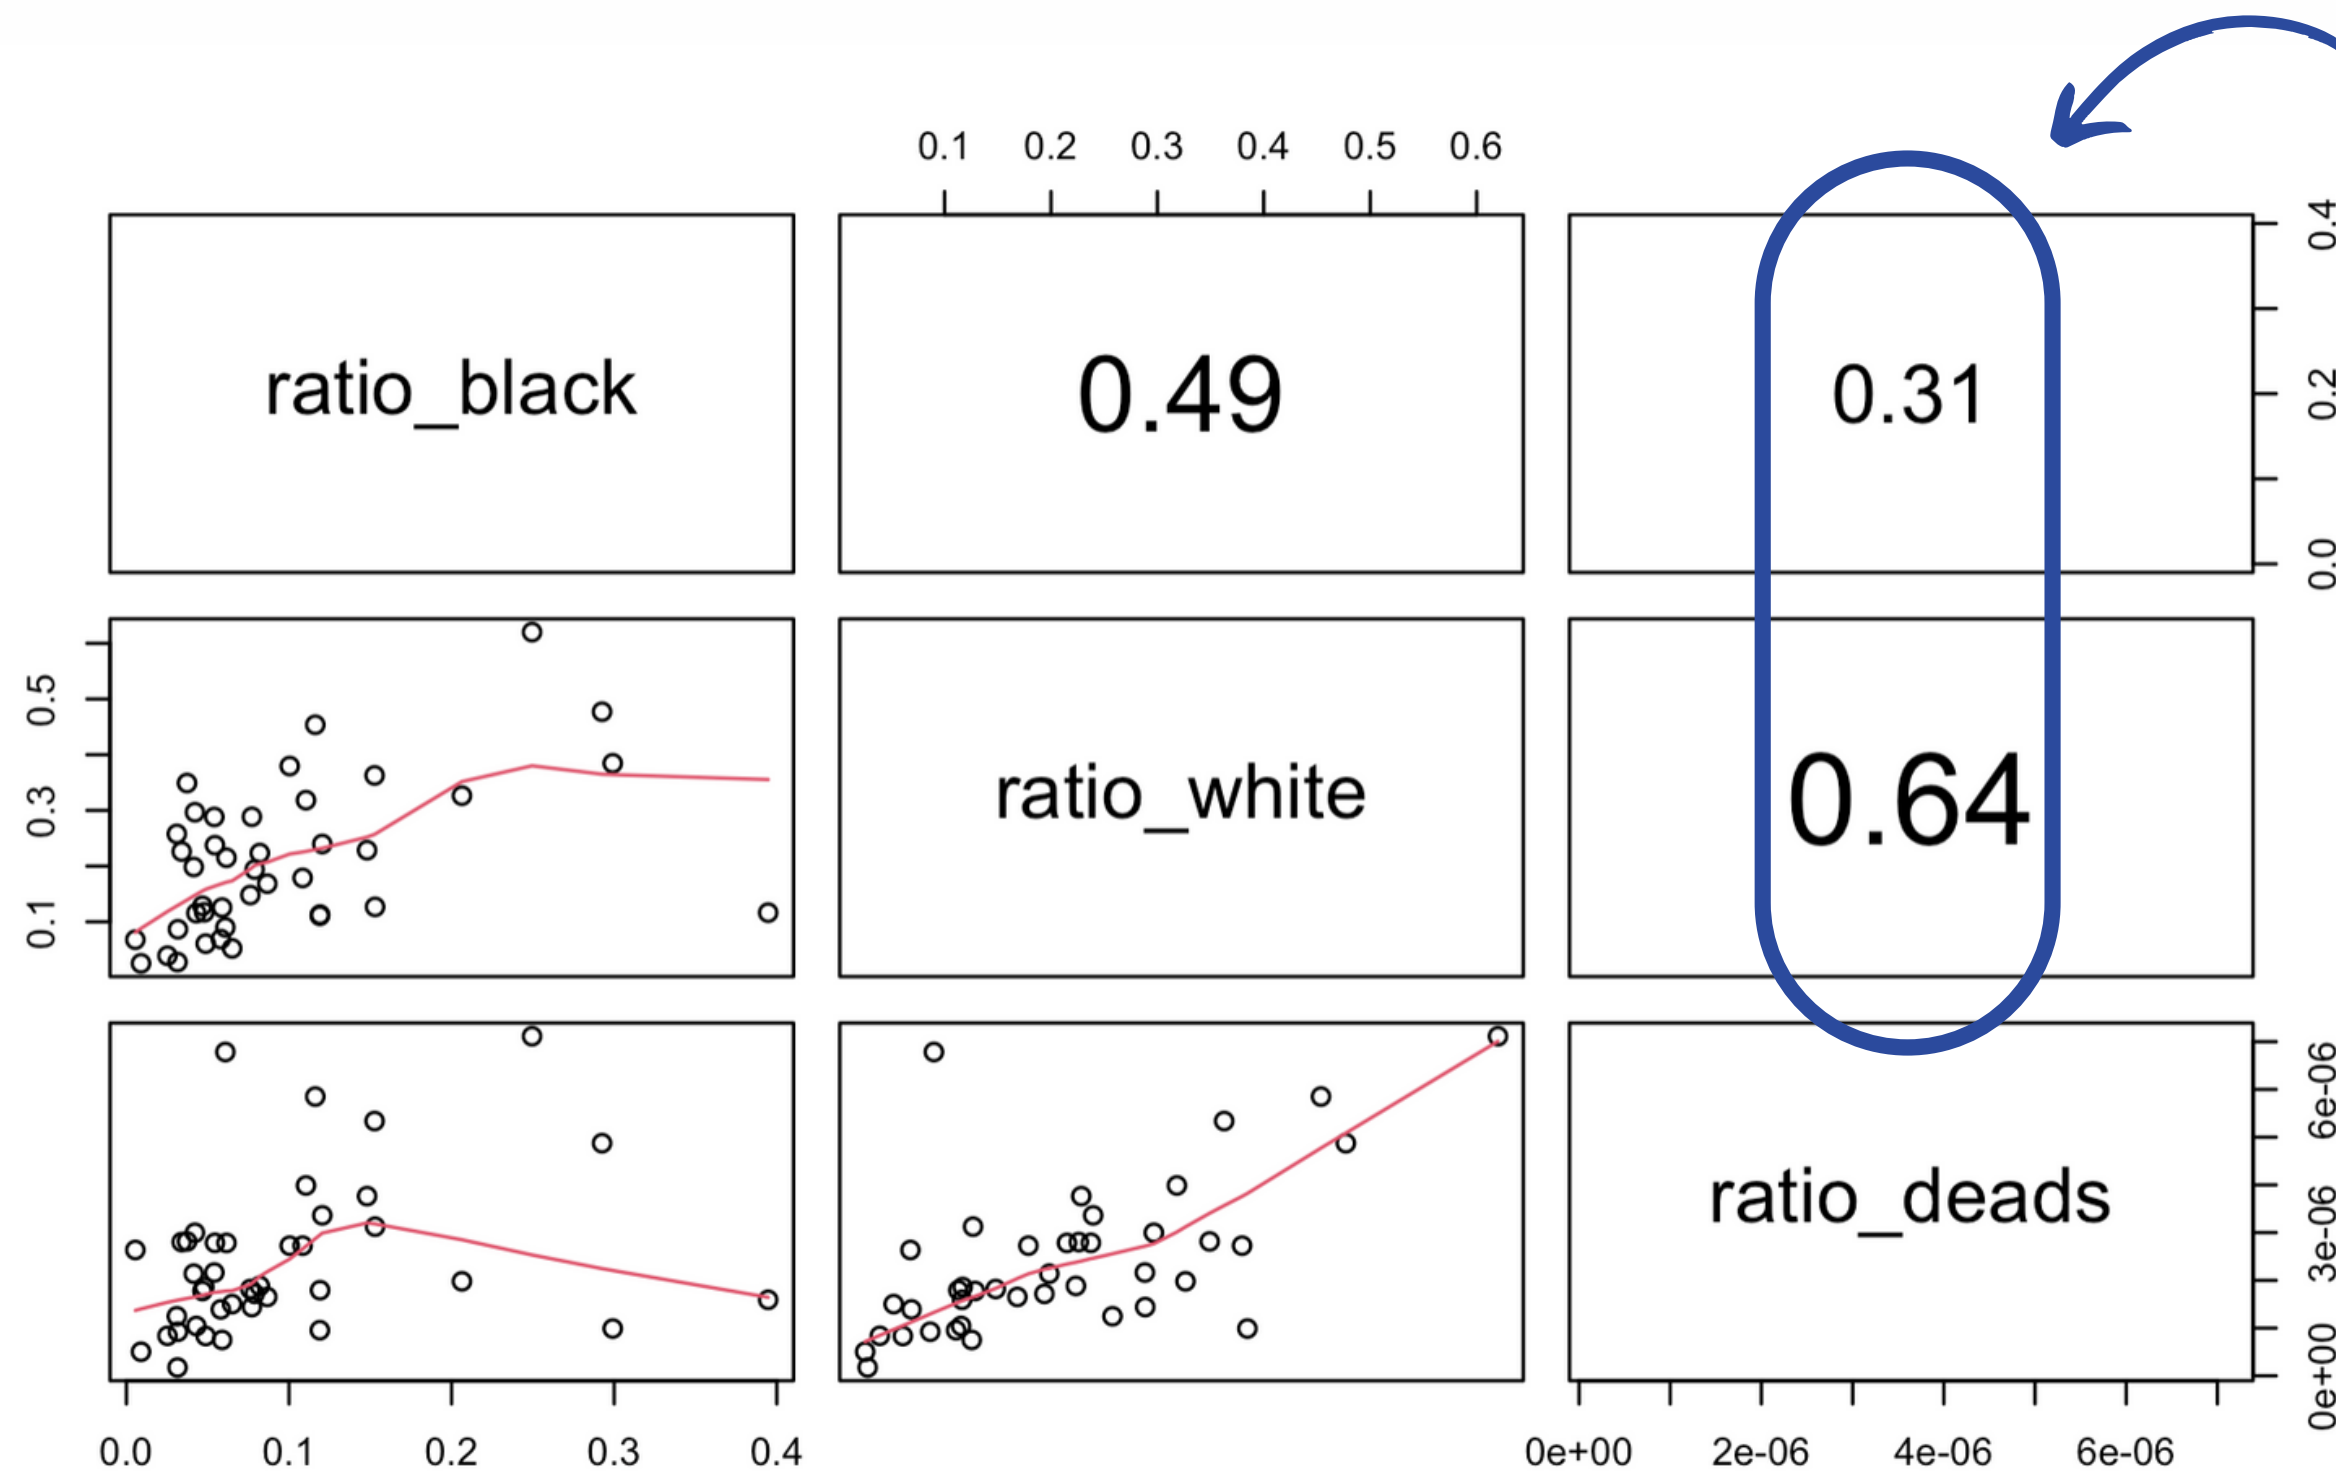 0.1 0.2 0.3 0.4 0.5 0.6
ratio_black 0.49 0.31
0.0 0.2 0.4
0.1 0.3 0.5
ratio_white 0.64
ratio_deads
0e+00 3e-06 6e-06
0.0 0.1 0.2 0.3 0.4
0e+00 2e-06 4e-06 6e-06